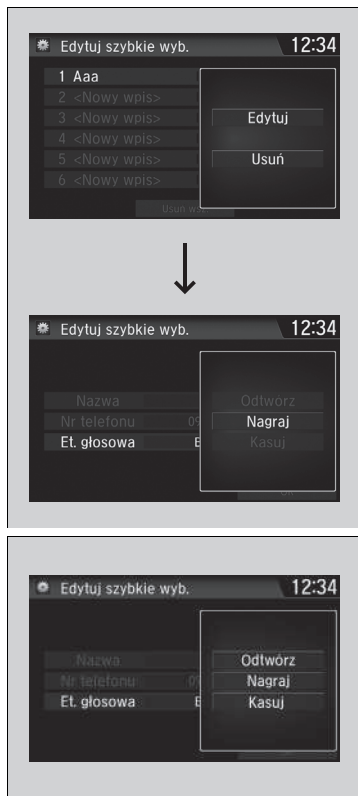 Edytuj szybkie wyb. 12:34
1 Aaa
2 <Nowy wpis>
3 <Nowy wpis>
4 <Nowy wpis>
5 <Nowy wpis>
6 <Nowy wpis>
Edytuj
Usuń
Usuń wsz.
Edytuj szybkie wyb. 12:34
Nazwa
Nr telefonu 09
Et. głosowa
Odtwórz
Nagraj
Kasuj
Edytuj szybkie wyb. 12:34
Nazwa
Nr telefonu 09
Et. głosowa
Odtwórz
Nagraj
Kasuj